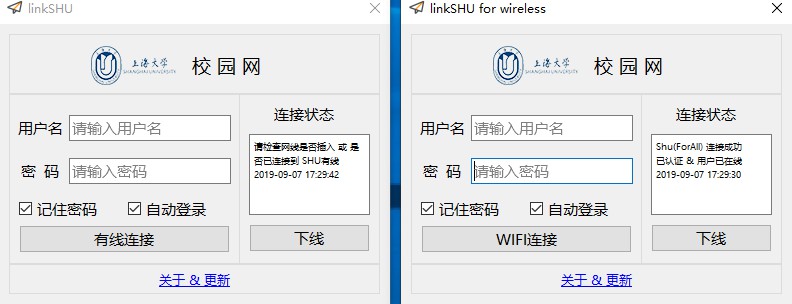 linkSHU
上海大学
SHANGHAI UNIVERSITY
校园网
用户名 请输入用户名
密 码 请输入密码
记住密码 自动登录
有线连接
连接状态
请检查网线是否插入 或 是
否已连接到 SHU有线
2019-09-07 17:29:42
下线
关于 & 更新
linkSHU for wireless
上海大学
SHANGHAI UNIVERSITY
校园网
用户名 请输入用户名
密 码 请输入密码
记住密码 自动登录
WIFI连接
连接状态
Shu(ForAll) 连接成功
已认证 & 用户已在线
2019-09-07 17:29:30
下线
关于 & 更新